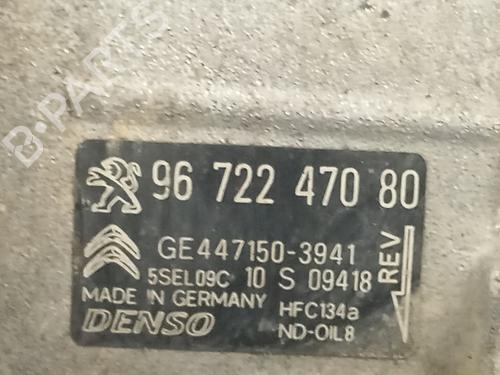 B-PARTS
96 722 470 80
GE447150-3941
5SEL09C 10 S 09418
MADE IN GERMANY HFC134a
DENSO ND-OIL8
REV